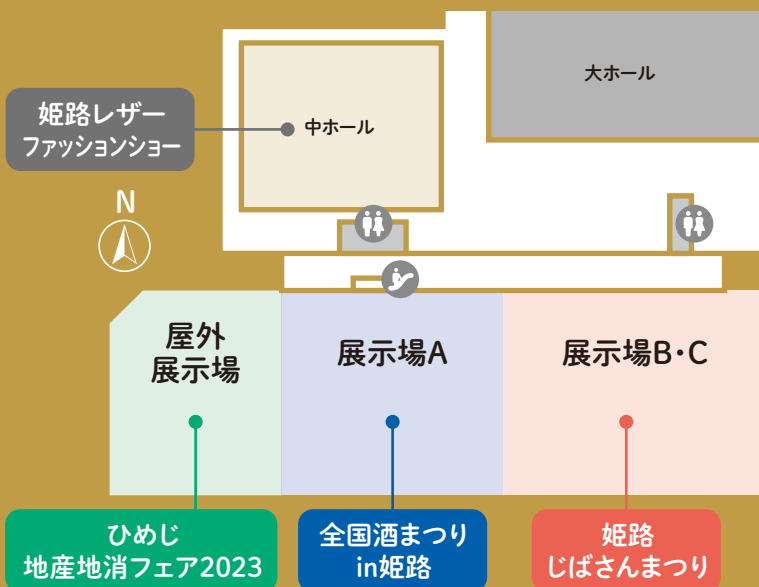 大ホール
姫路レザー
ファッションショー
中ホール
N
屋外
展示場
展示場A
展示場B・C
ひめじ
地産地消フェア2023
全国酒まつり
in姫路
姫路
じばさんまつり